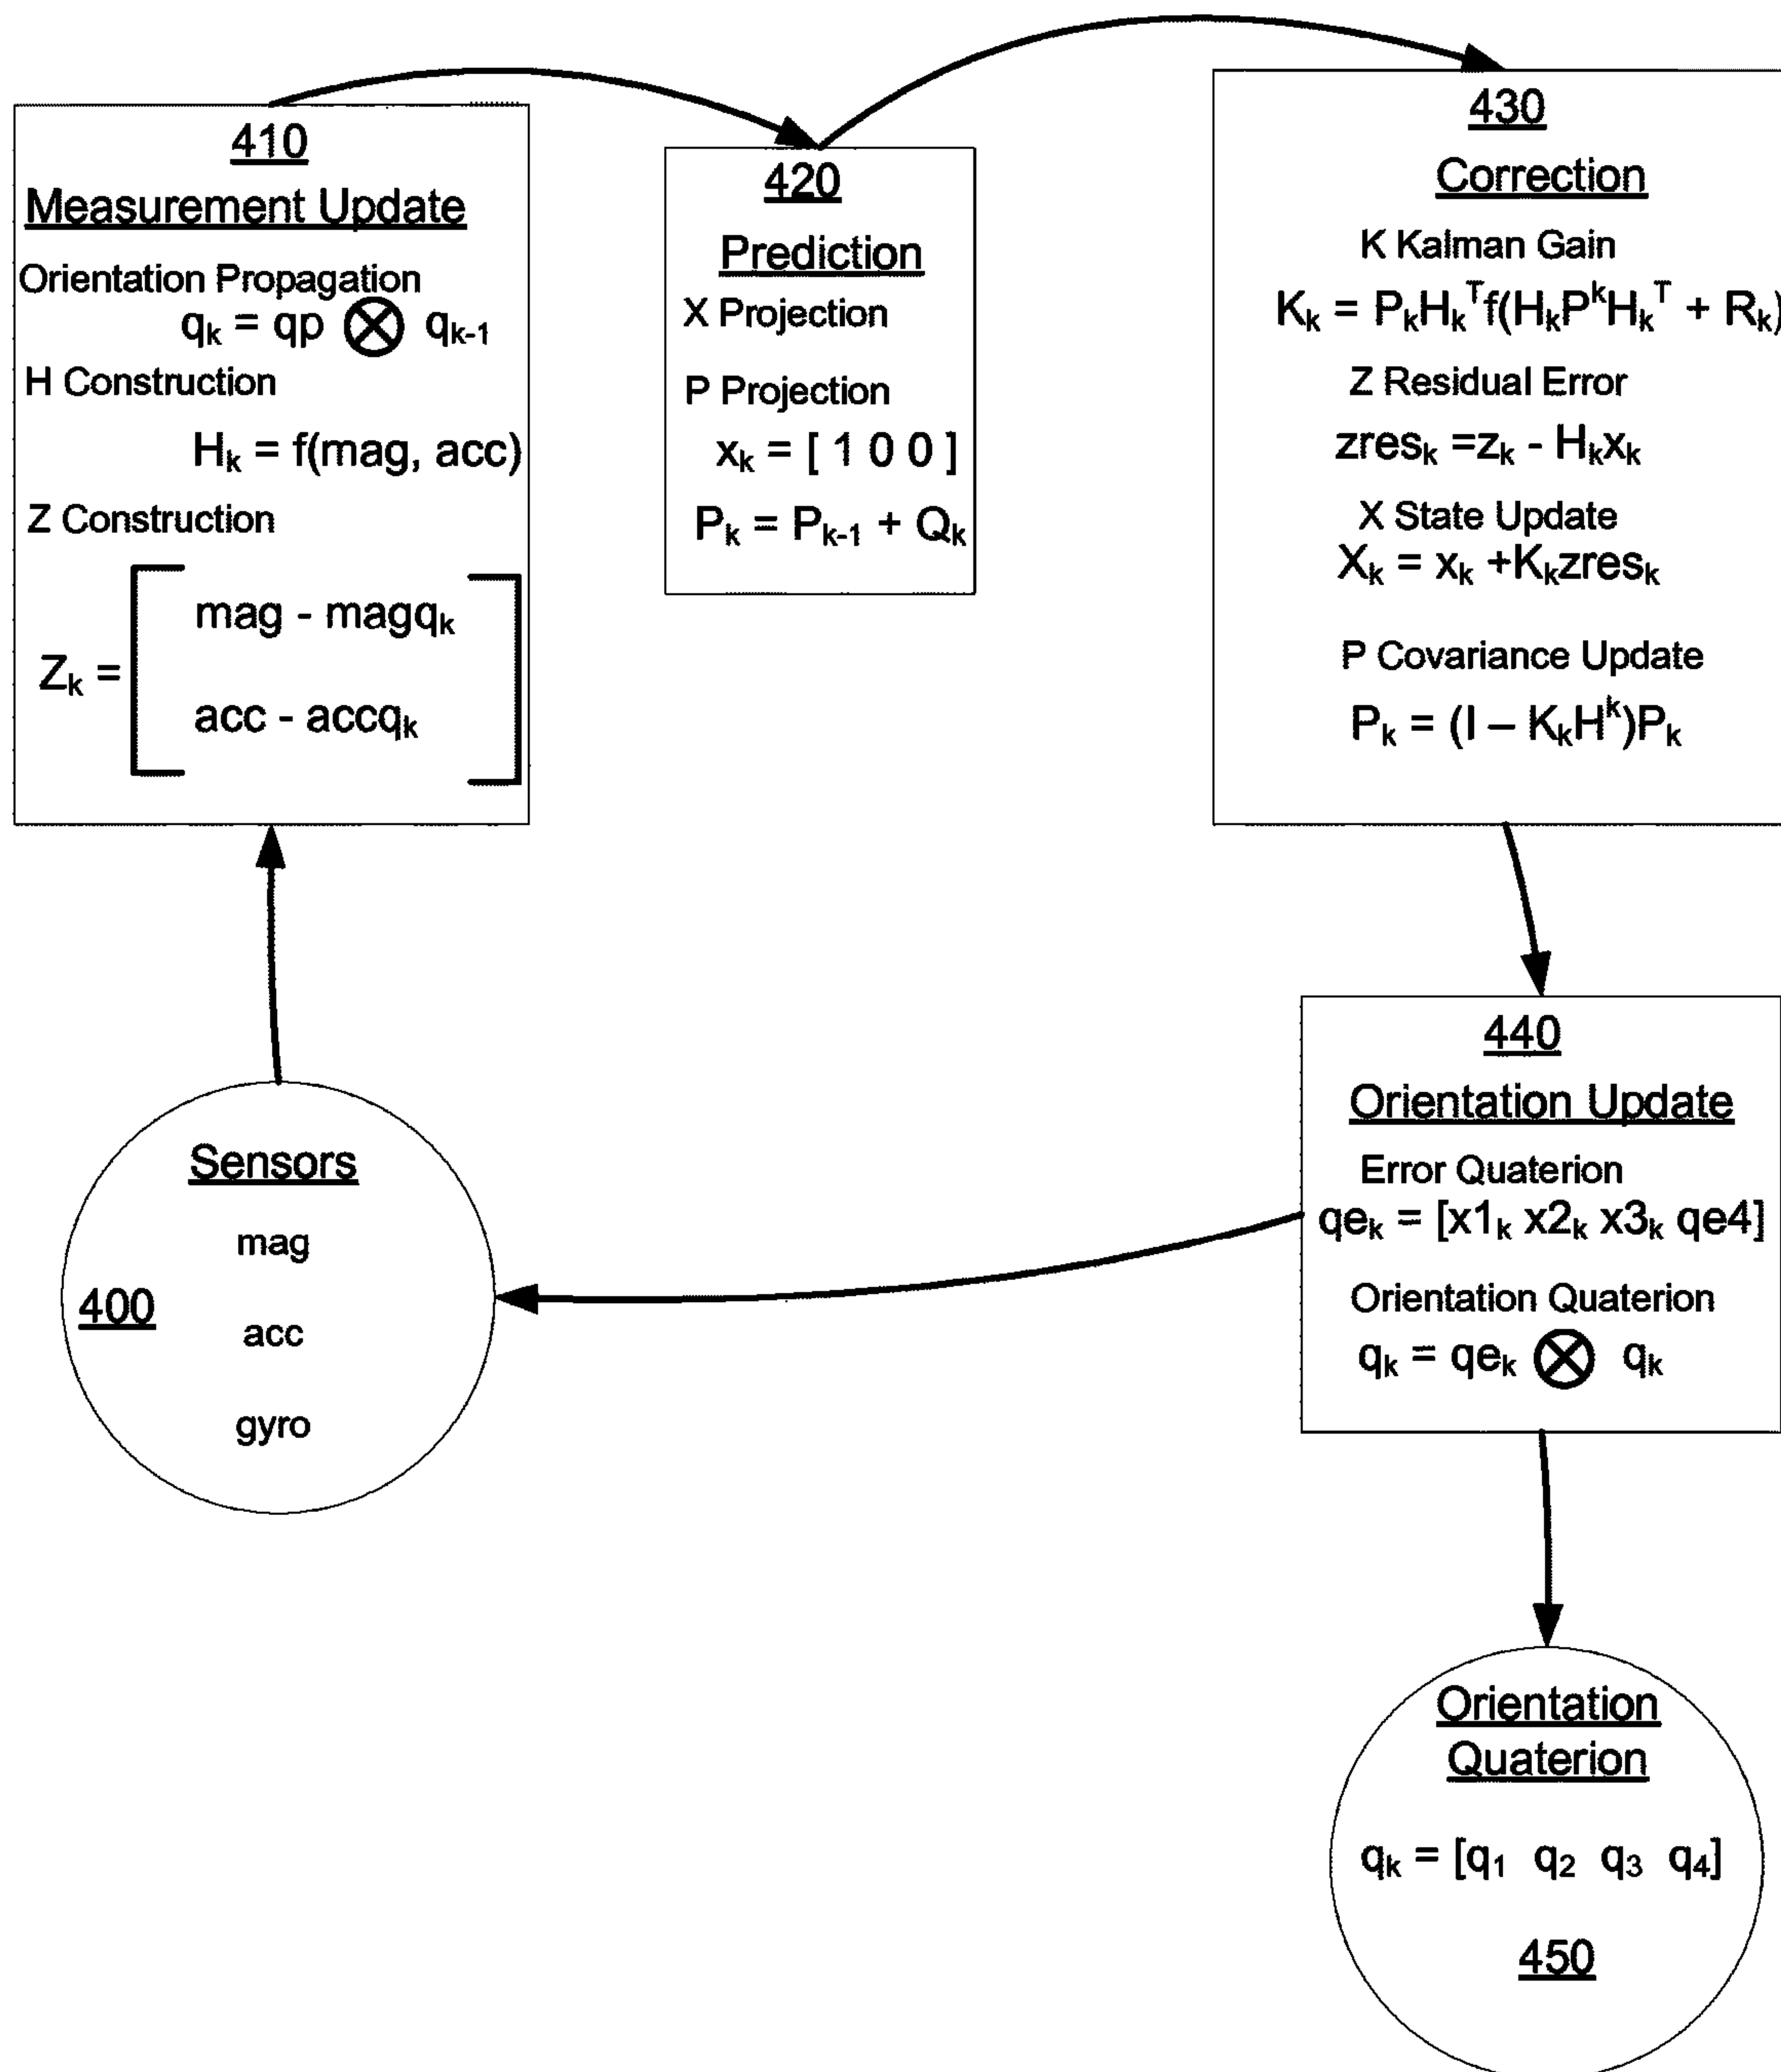 410
Measurement Update
Orientation Propagation
qₖ = qp ⊗ qₖ₋₁
H Construction
Hₖ = f(mag, acc)
Z Construction
Zₖ =
mag - magqₖ
acc - accqₖ
420
Prediction
X Projection
P Projection
xₖ = [ 1 0 0 ]
Pₖ = Pₖ₋₁ + Qₖ
430
Correction
K Kalman Gain
Kₖ = PₖHₖᵀf(HₖPᵏHₖᵀ + Rₖ)
Z Residual Error
zresₖ =zₖ - Hₖxₖ
X State Update
Xₖ = xₖ +Kₖzresₖ
P Covariance Update
Pₖ = (I – KₖHᵏ)Pₖ
440
Orientation Update
Error Quaterion
qeₖ = [x1ₖ x2ₖ x3ₖ qe4]
Orientation Quaterion
qₖ = qeₖ ⊗ qₖ
Sensors
mag
400
acc
gyro
Orientation
Quaterion
qₖ = [q₁ q₂ q₃ q₄]
450